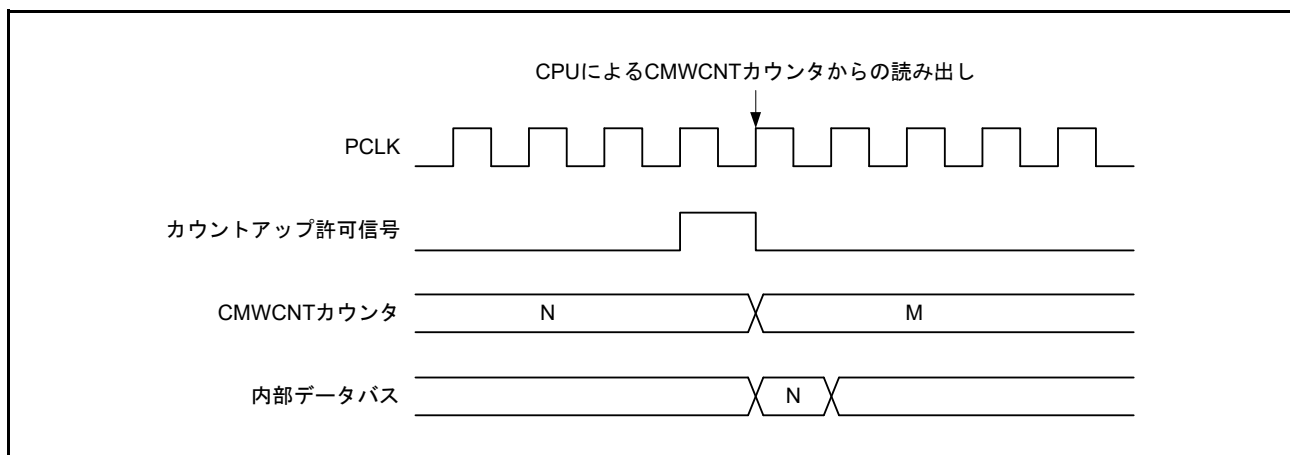 CPUによるCMWCNTカウンタからの読み出し
PCLK
カウントアップ許可信号
CMWCNTカウンタ
N
M
内部データバス
N